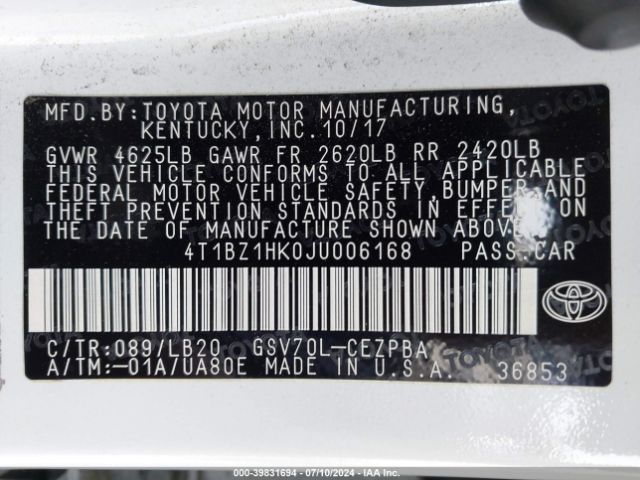 MFD.BY:TOYOTA MOTOR MANUFACTURING,
KENTUCKY,INC.10/17
GVWR 4625LB GAWR FR 2620LB RR 2420LB
THIS VEHICLE CONFORMS TO ALL APPLICABLE
FEDERAL MOTOR VEHICLE SAFETY,BUMPER,AND
THEFT PREVENTION STANDARDS IN EFFECT ON
THE DATE OF MANUFACTURE SHOWN ABOVE.
4T1BZ1HK0JU006168 PASS.CAR
C/TR:089/LB20 GSV70L-CEZPBA
A/TM:-01A/UA80E MADE IN U.S.A. 36853
000-39831694 07/10/2024 - IAAI.COM